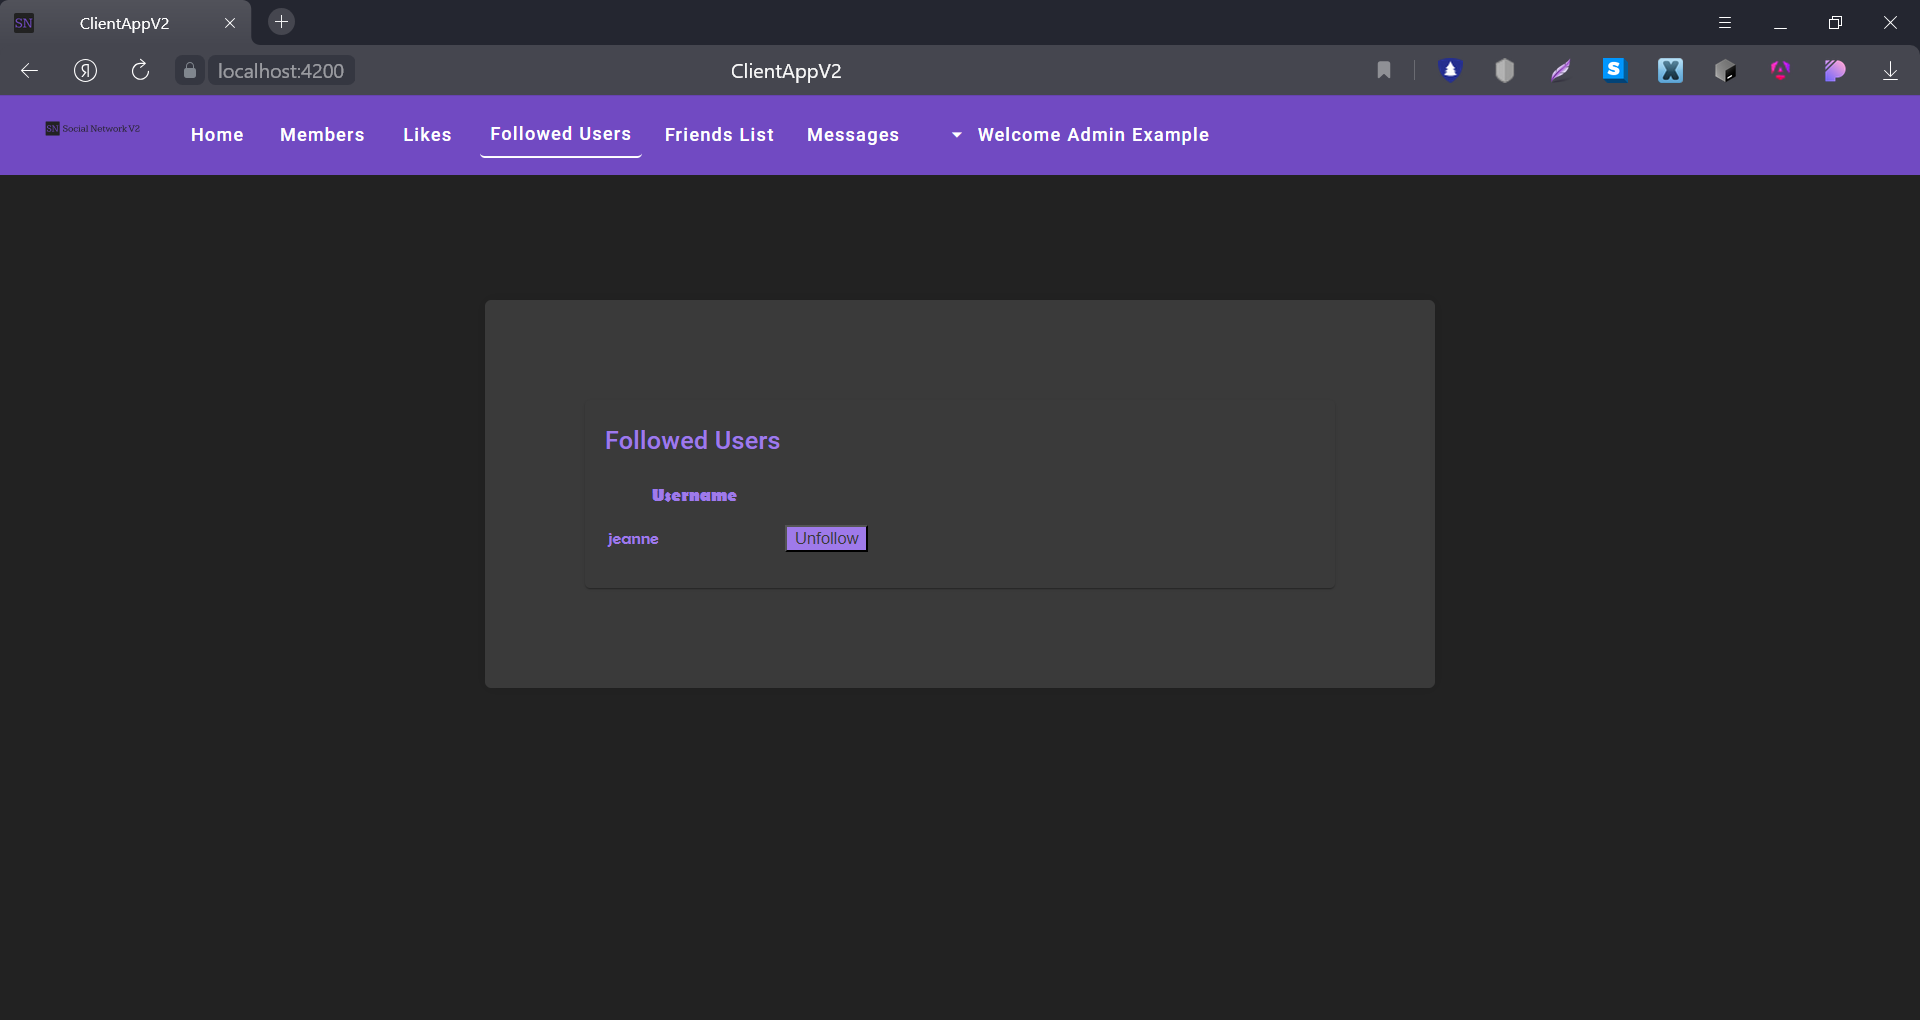 SN ClientAppV2
Я localhost:4200 ClientAppV2 S X
SN Social Network V2 Home Members Likes Followed Users Friends List Messages Welcome Admin Example
Followed Users
Username
jeanne Unfollow